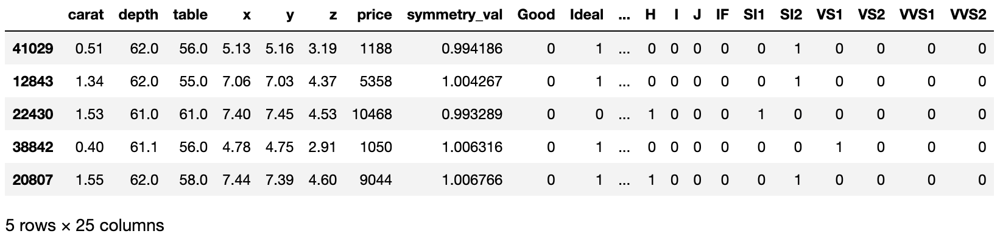 carat depth table x y z price symmetry_val Good Ideal ... H I J IF SI1 SI2 VS1 VS2 VVS1 VVS2
41029 0.51 62.0 56.0 5.13 5.16 3.19 1188 0.994186 0 1 ... 0 0 0 0 0 1 0 0 0 0
12843 1.34 62.0 55.0 7.06 7.03 4.37 5358 1.004267 0 1 ... 0 0 0 0 0 1 0 0 0 0
22430 1.53 61.0 61.0 7.40 7.45 4.53 10468 0.993289 0 0 ... 1 0 0 0 1 0 0 0 0 0
38842 0.40 61.1 56.0 4.78 4.75 2.91 1050 1.006316 0 1 ... 0 0 0 0 0 0 1 0 0 0
20807 1.55 62.0 58.0 7.44 7.39 4.60 9044 1.006766 0 1 ... 1 0 0 0 0 1 0 0 0 0
5 rows × 25 columns